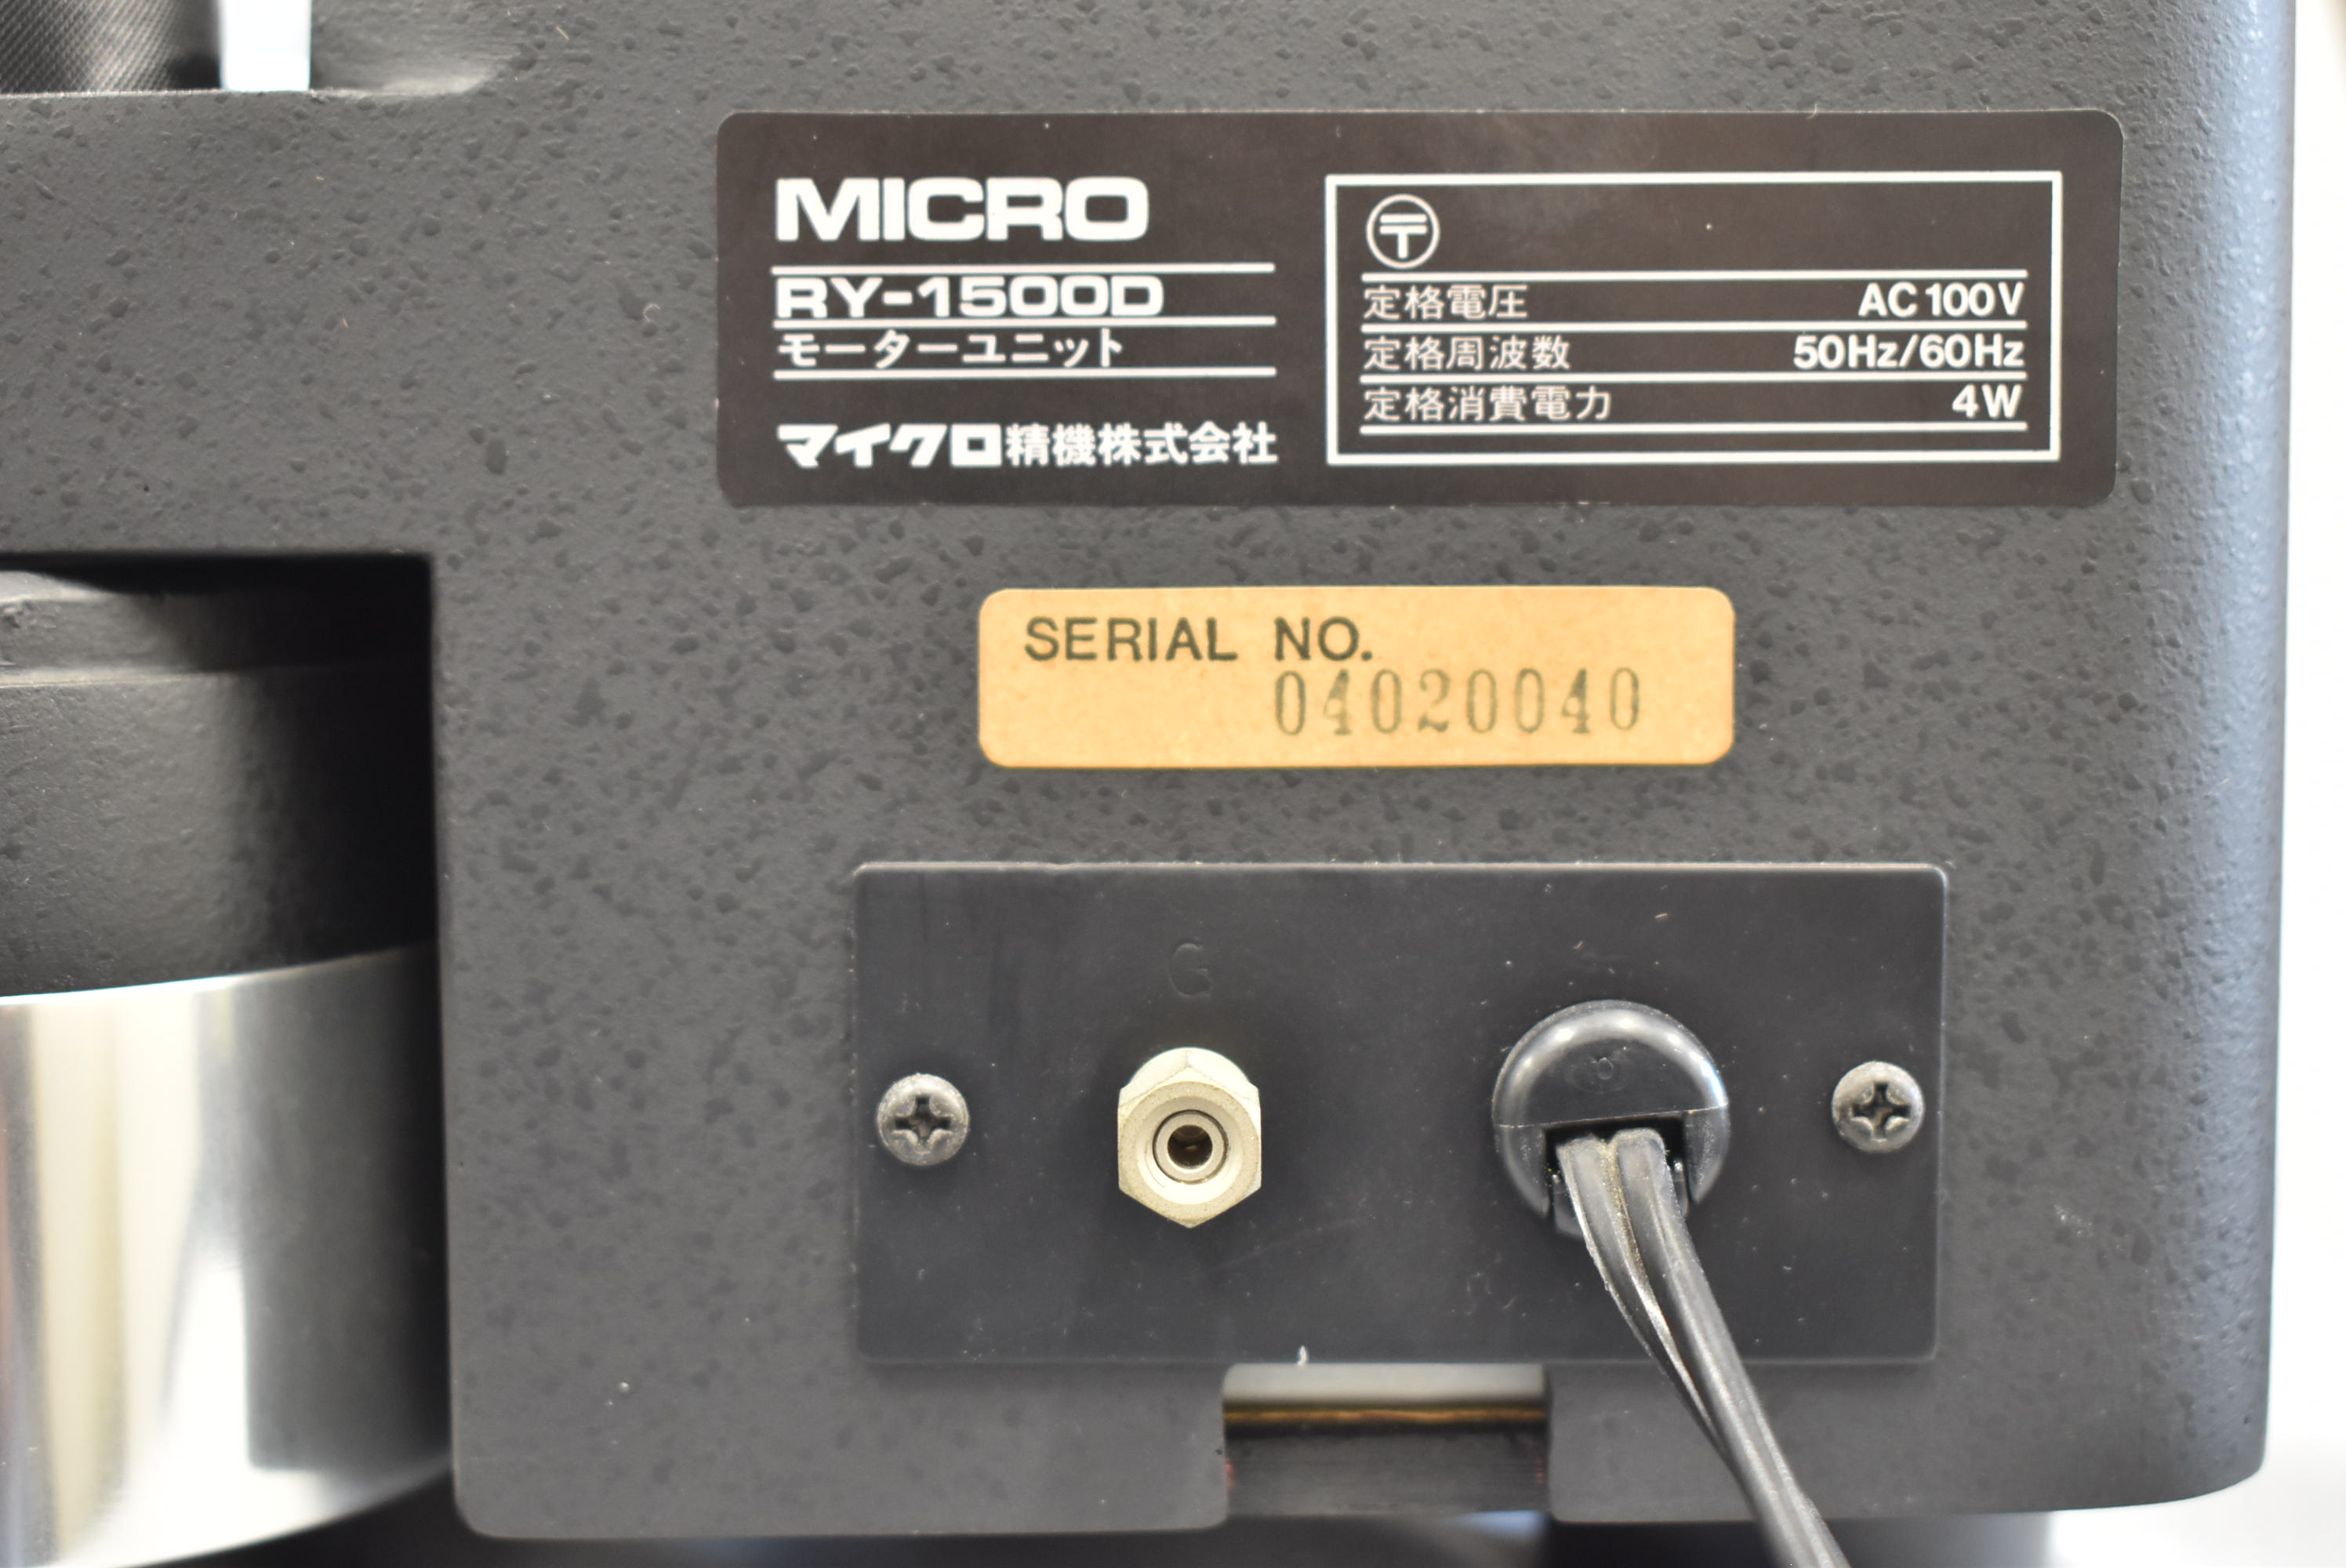 MICRO
RY-1500D
モーターユニット
マイクロ精機株式会社
〒
定格電圧 AC 100V
定格周波数 50Hz/60Hz
定格消費電力 4W
SERIAL NO.
04020040
G